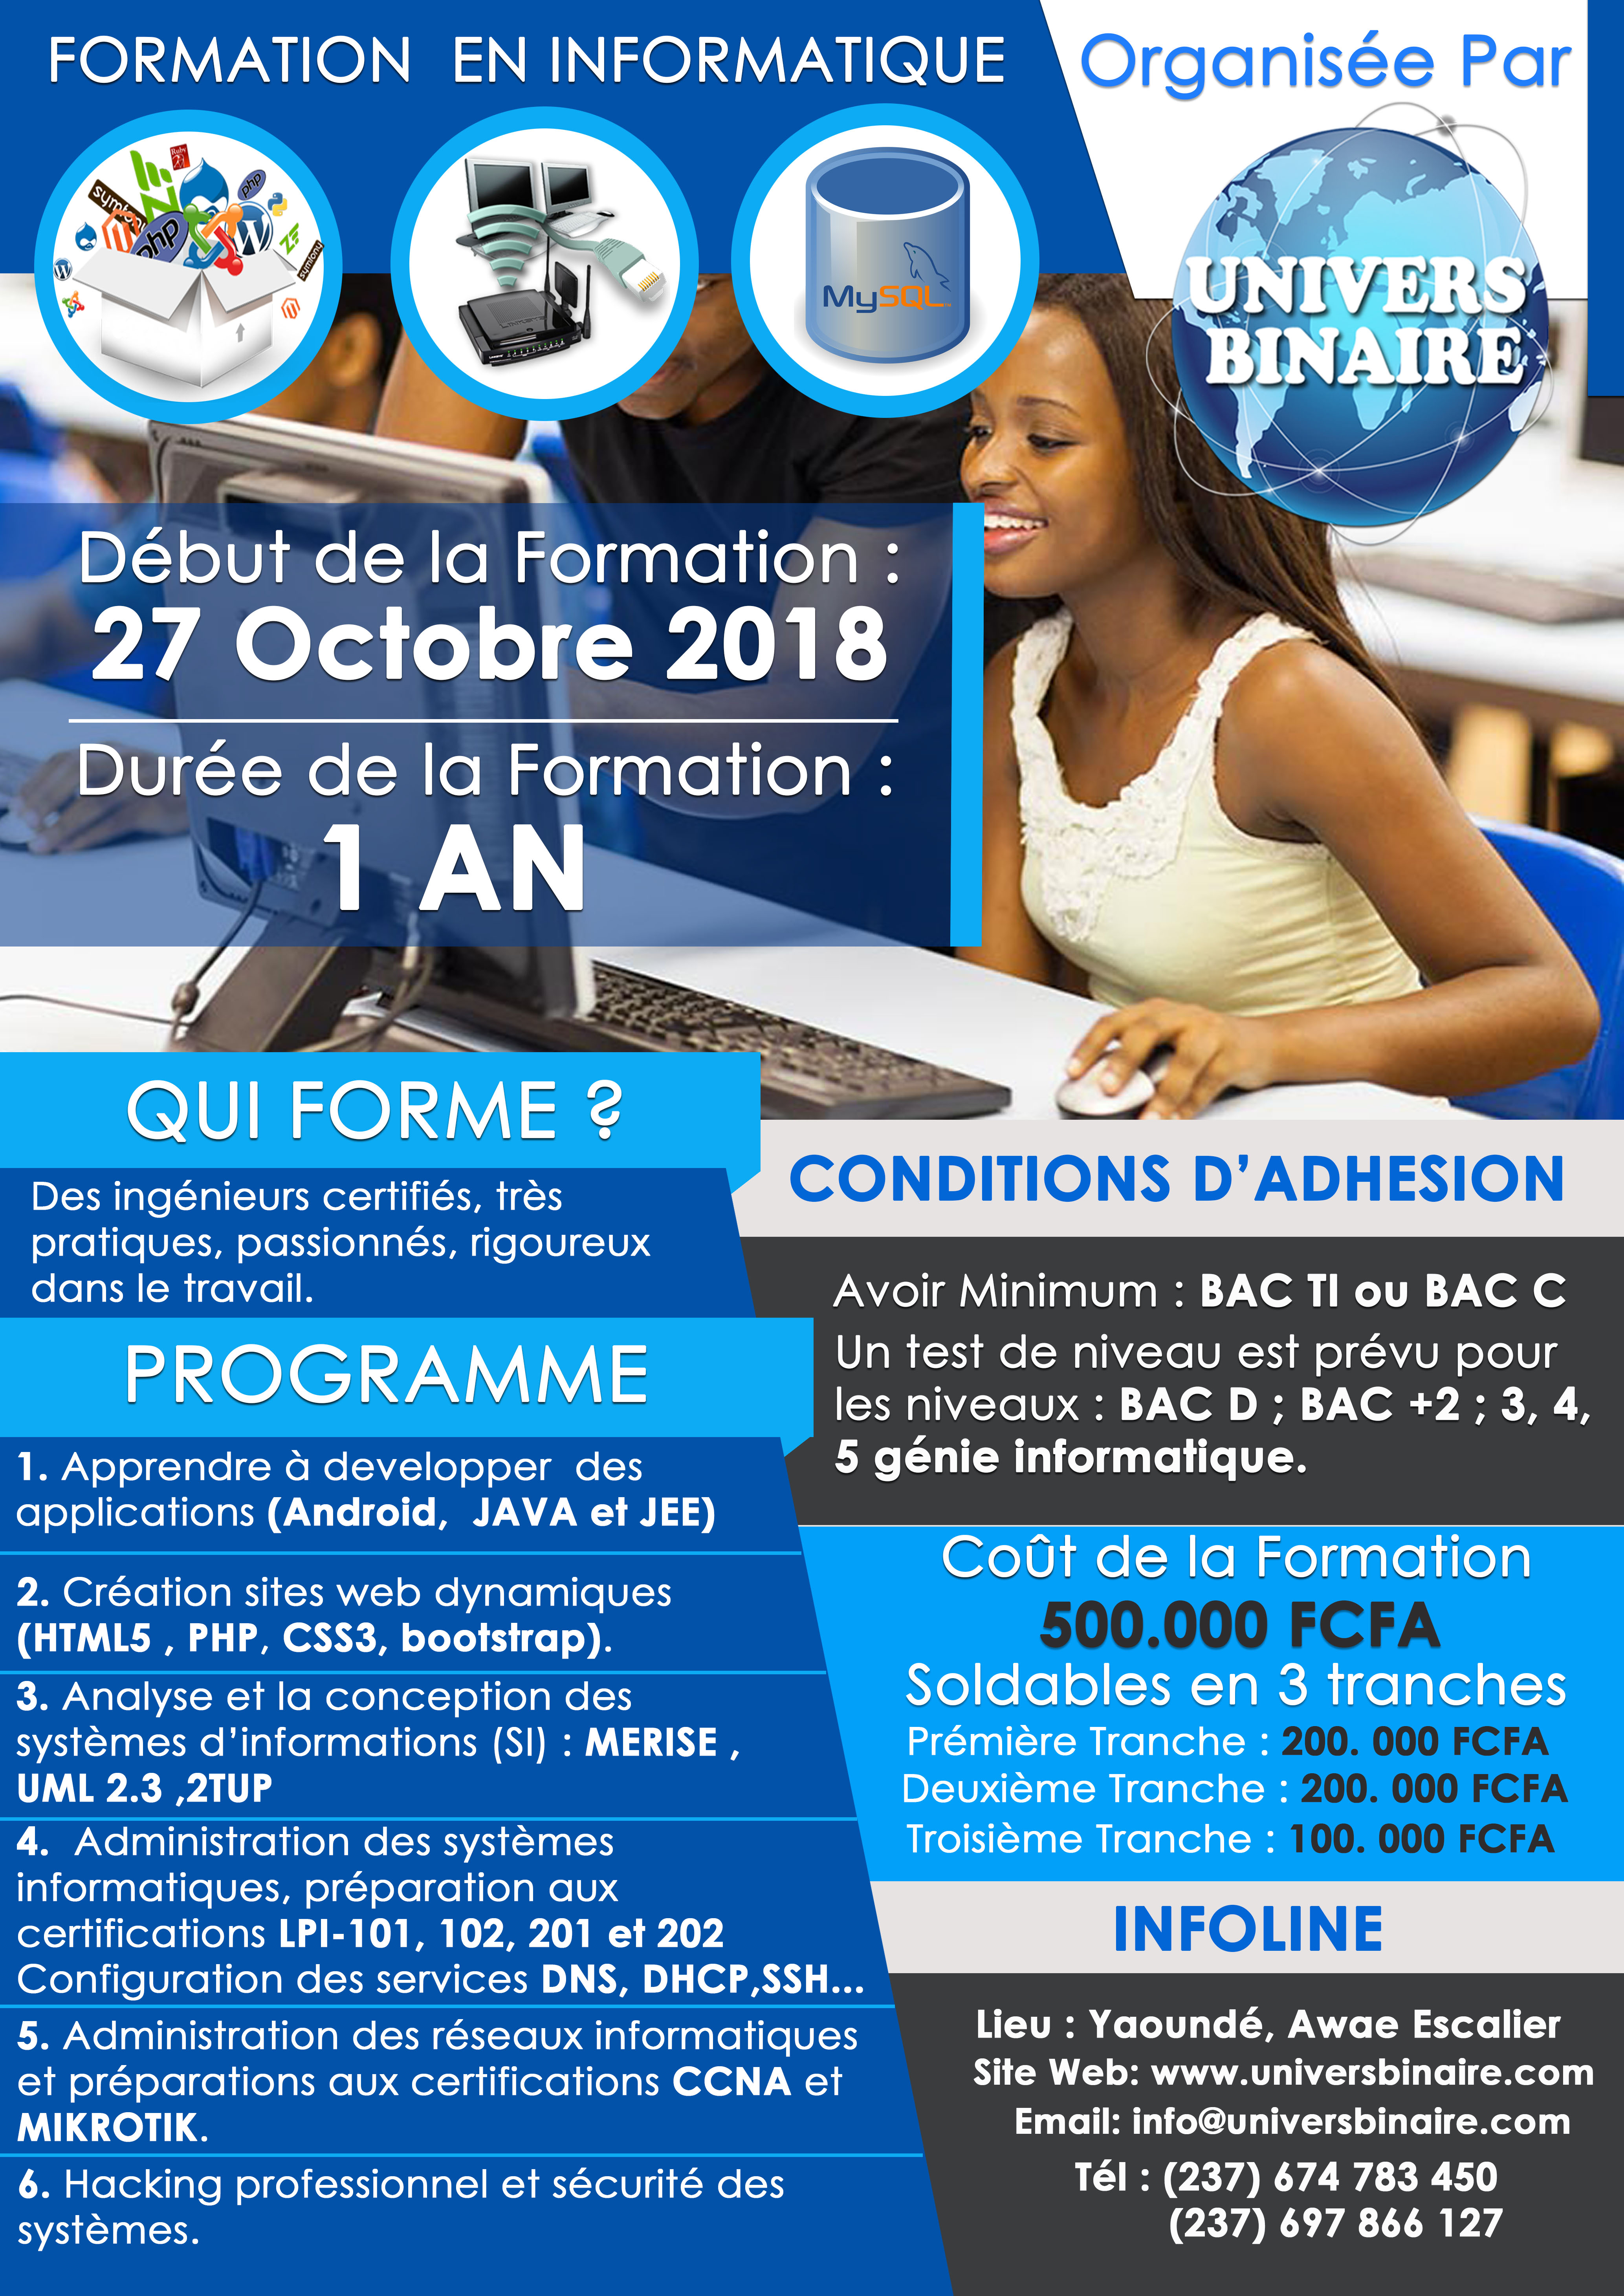 FORMATION EN INFORMATIQUE
Organisée Par
UNIVERS
BINAIRE
Ruby
php
symfony
php
W
W
symfony
MySQL
Début de la Formation :
27 Octobre 2018
Durée de la Formation :
1 AN
QUI FORME ?
Des ingénieurs certifiés, très
pratiques, passionnés, rigoureux
dans le travail.
PROGRAMME
1. Apprendre à developper des
applications (Android, JAVA et JEE)
2. Création sites web dynamiques
(HTML5 , PHP, CSS3, bootstrap).
3. Analyse et la conception des
systèmes d’informations (SI) : MERISE ,
UML 2.3 ,2TUP
4. Administration des systèmes
informatiques, préparation aux
certifications LPI-101, 102, 201 et 202
Configuration des services DNS, DHCP,SSH...
5. Administration des réseaux informatiques
et préparations aux certifications CCNA et
MIKROTIK.
6. Hacking professionnel et sécurité des
systèmes.
CONDITIONS D’ADHESION
Avoir Minimum : BAC TI ou BAC C
Un test de niveau est prévu pour
les niveaux : BAC D ; BAC +2 ; 3, 4,
5 génie informatique.
Coût de la Formation
500.000 FCFA
Soldables en 3 tranches
Prémière Tranche : 200. 000 FCFA
Deuxième Tranche : 200. 000 FCFA
Troisième Tranche : 100. 000 FCFA
INFOLINE
Lieu : Yaoundé, Awae Escalier
Site Web: www.universbinaire.com
Email: info@universbinaire.com
Tél : (237) 674 783 450
(237) 697 866 127